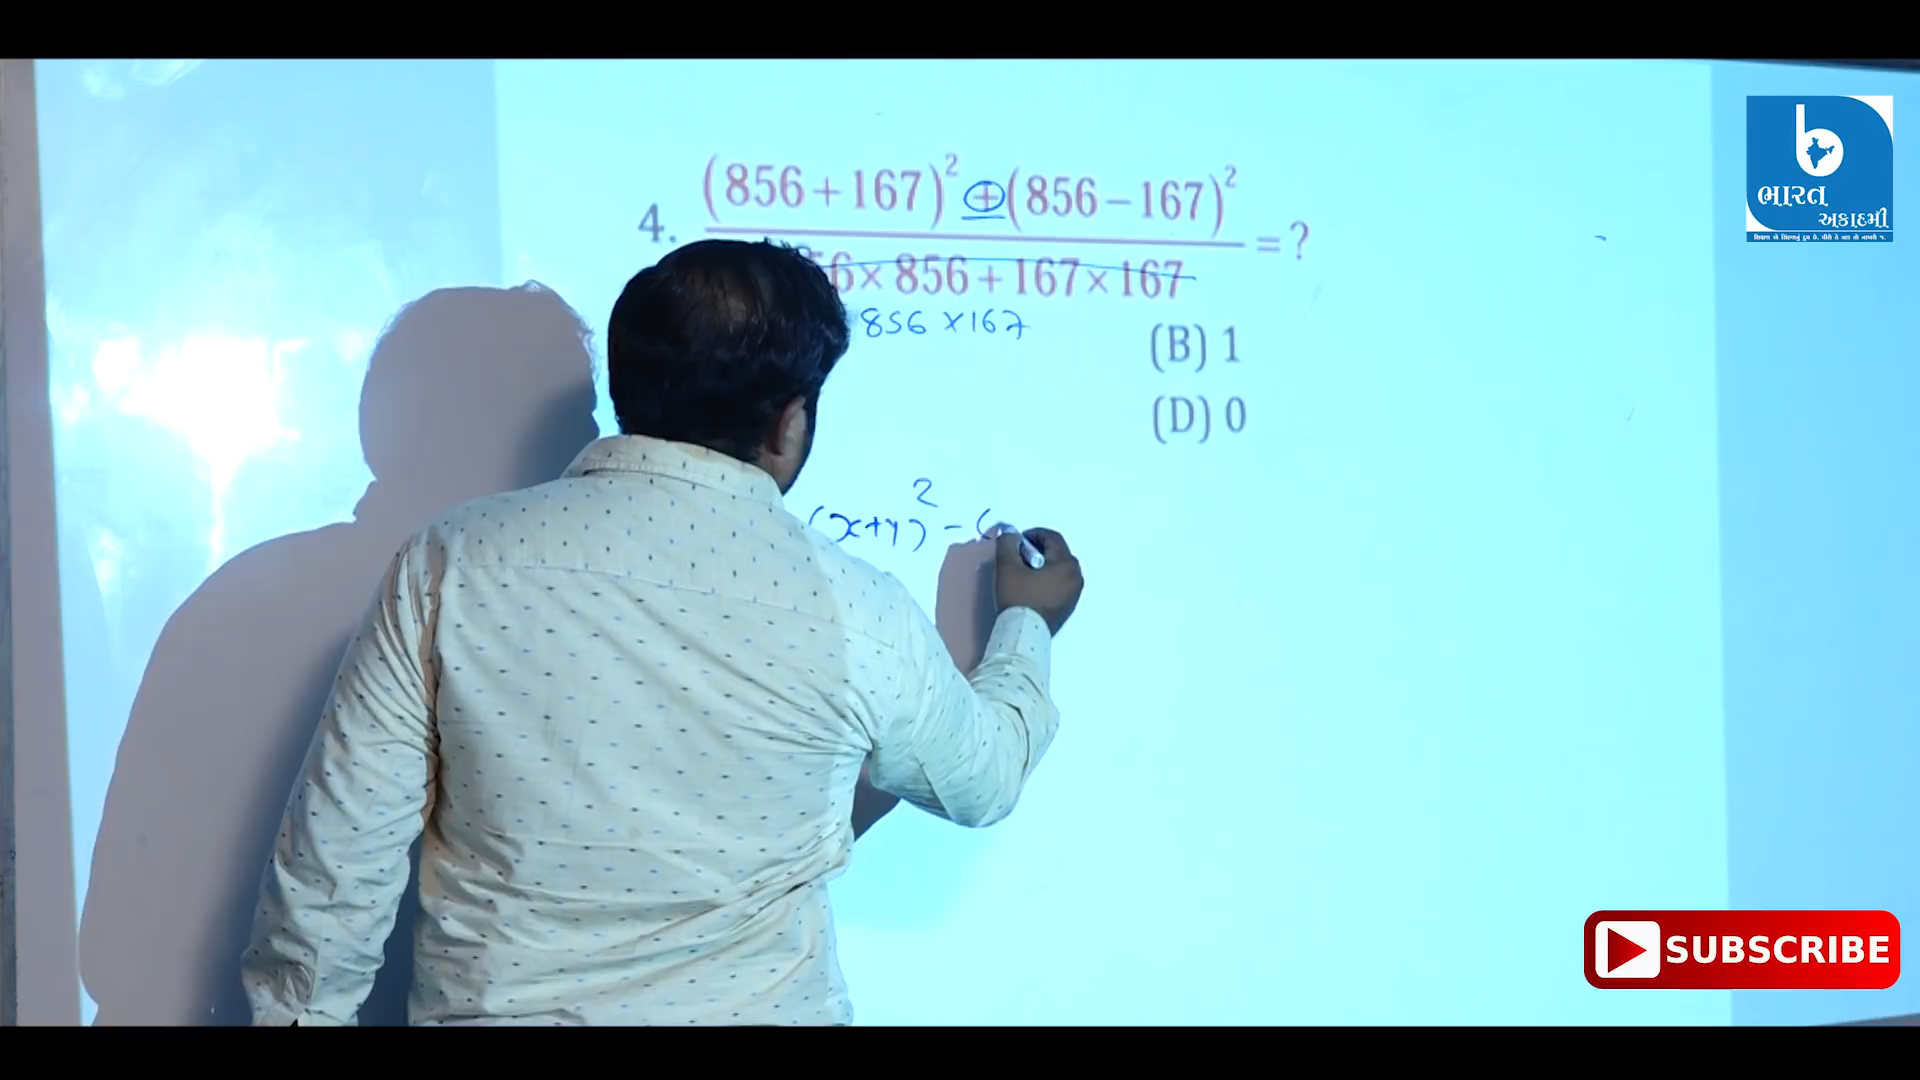 4. (856+167)² + (856-167)² = ?
6×856+167×167
856×167
(B) 1
(D) 0
(x+y)² - (
ભારત
અકાદમી
SUBSCRIBE